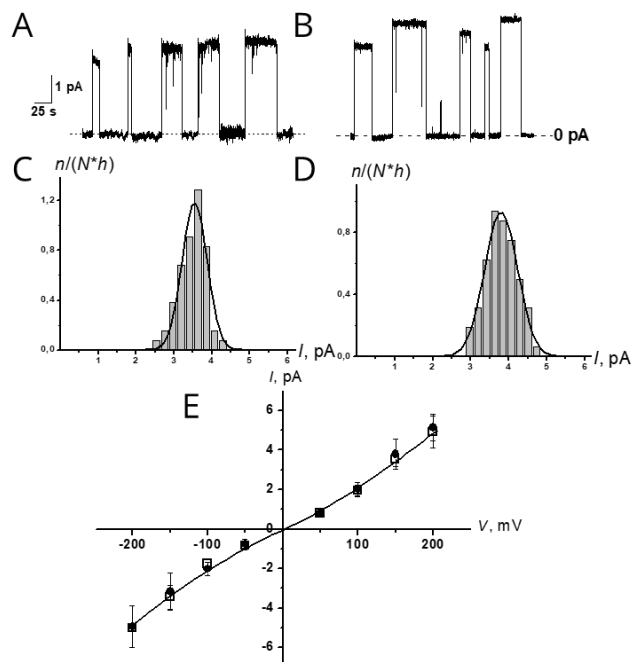 A
B
1 pA
25 s
0 pA
C
n/(N*h)
1,2
0,8
0,4
0,0
1 2 3 4 5 6
I, pA
D
n/(N*h)
0,8
0,4
0,0
1 2 3 4 5 6
I, pA
E
I, pA
6
4
2
0
-2
-4
-6
-200 -100 100 200
V, mV